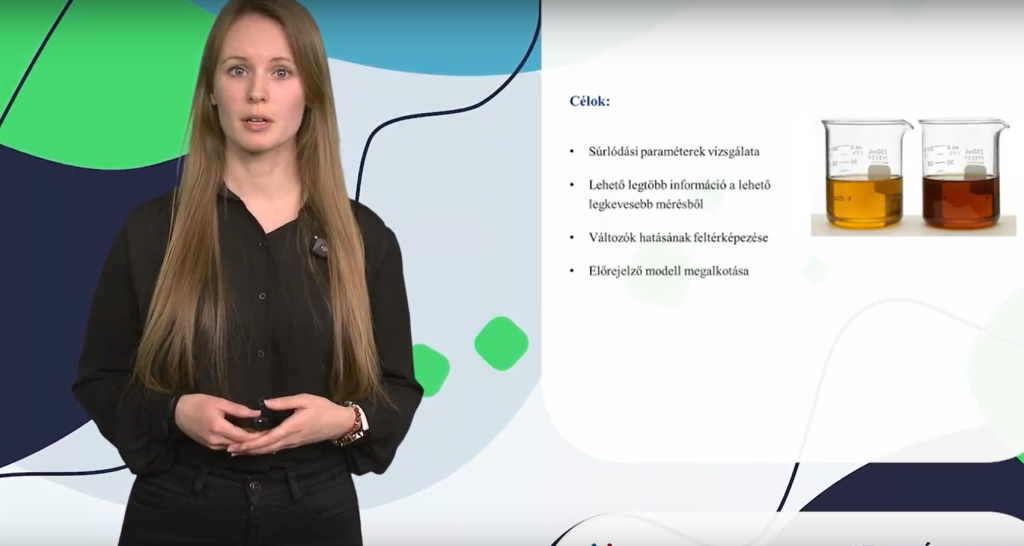 Célok:
• Súrlódási paraméterek vizsgálata
• Lehető legtöbb információ a lehető
legkevesebb mérésből
• Változók hatásának feltérképezése
• Előrejelző modell megalkotása